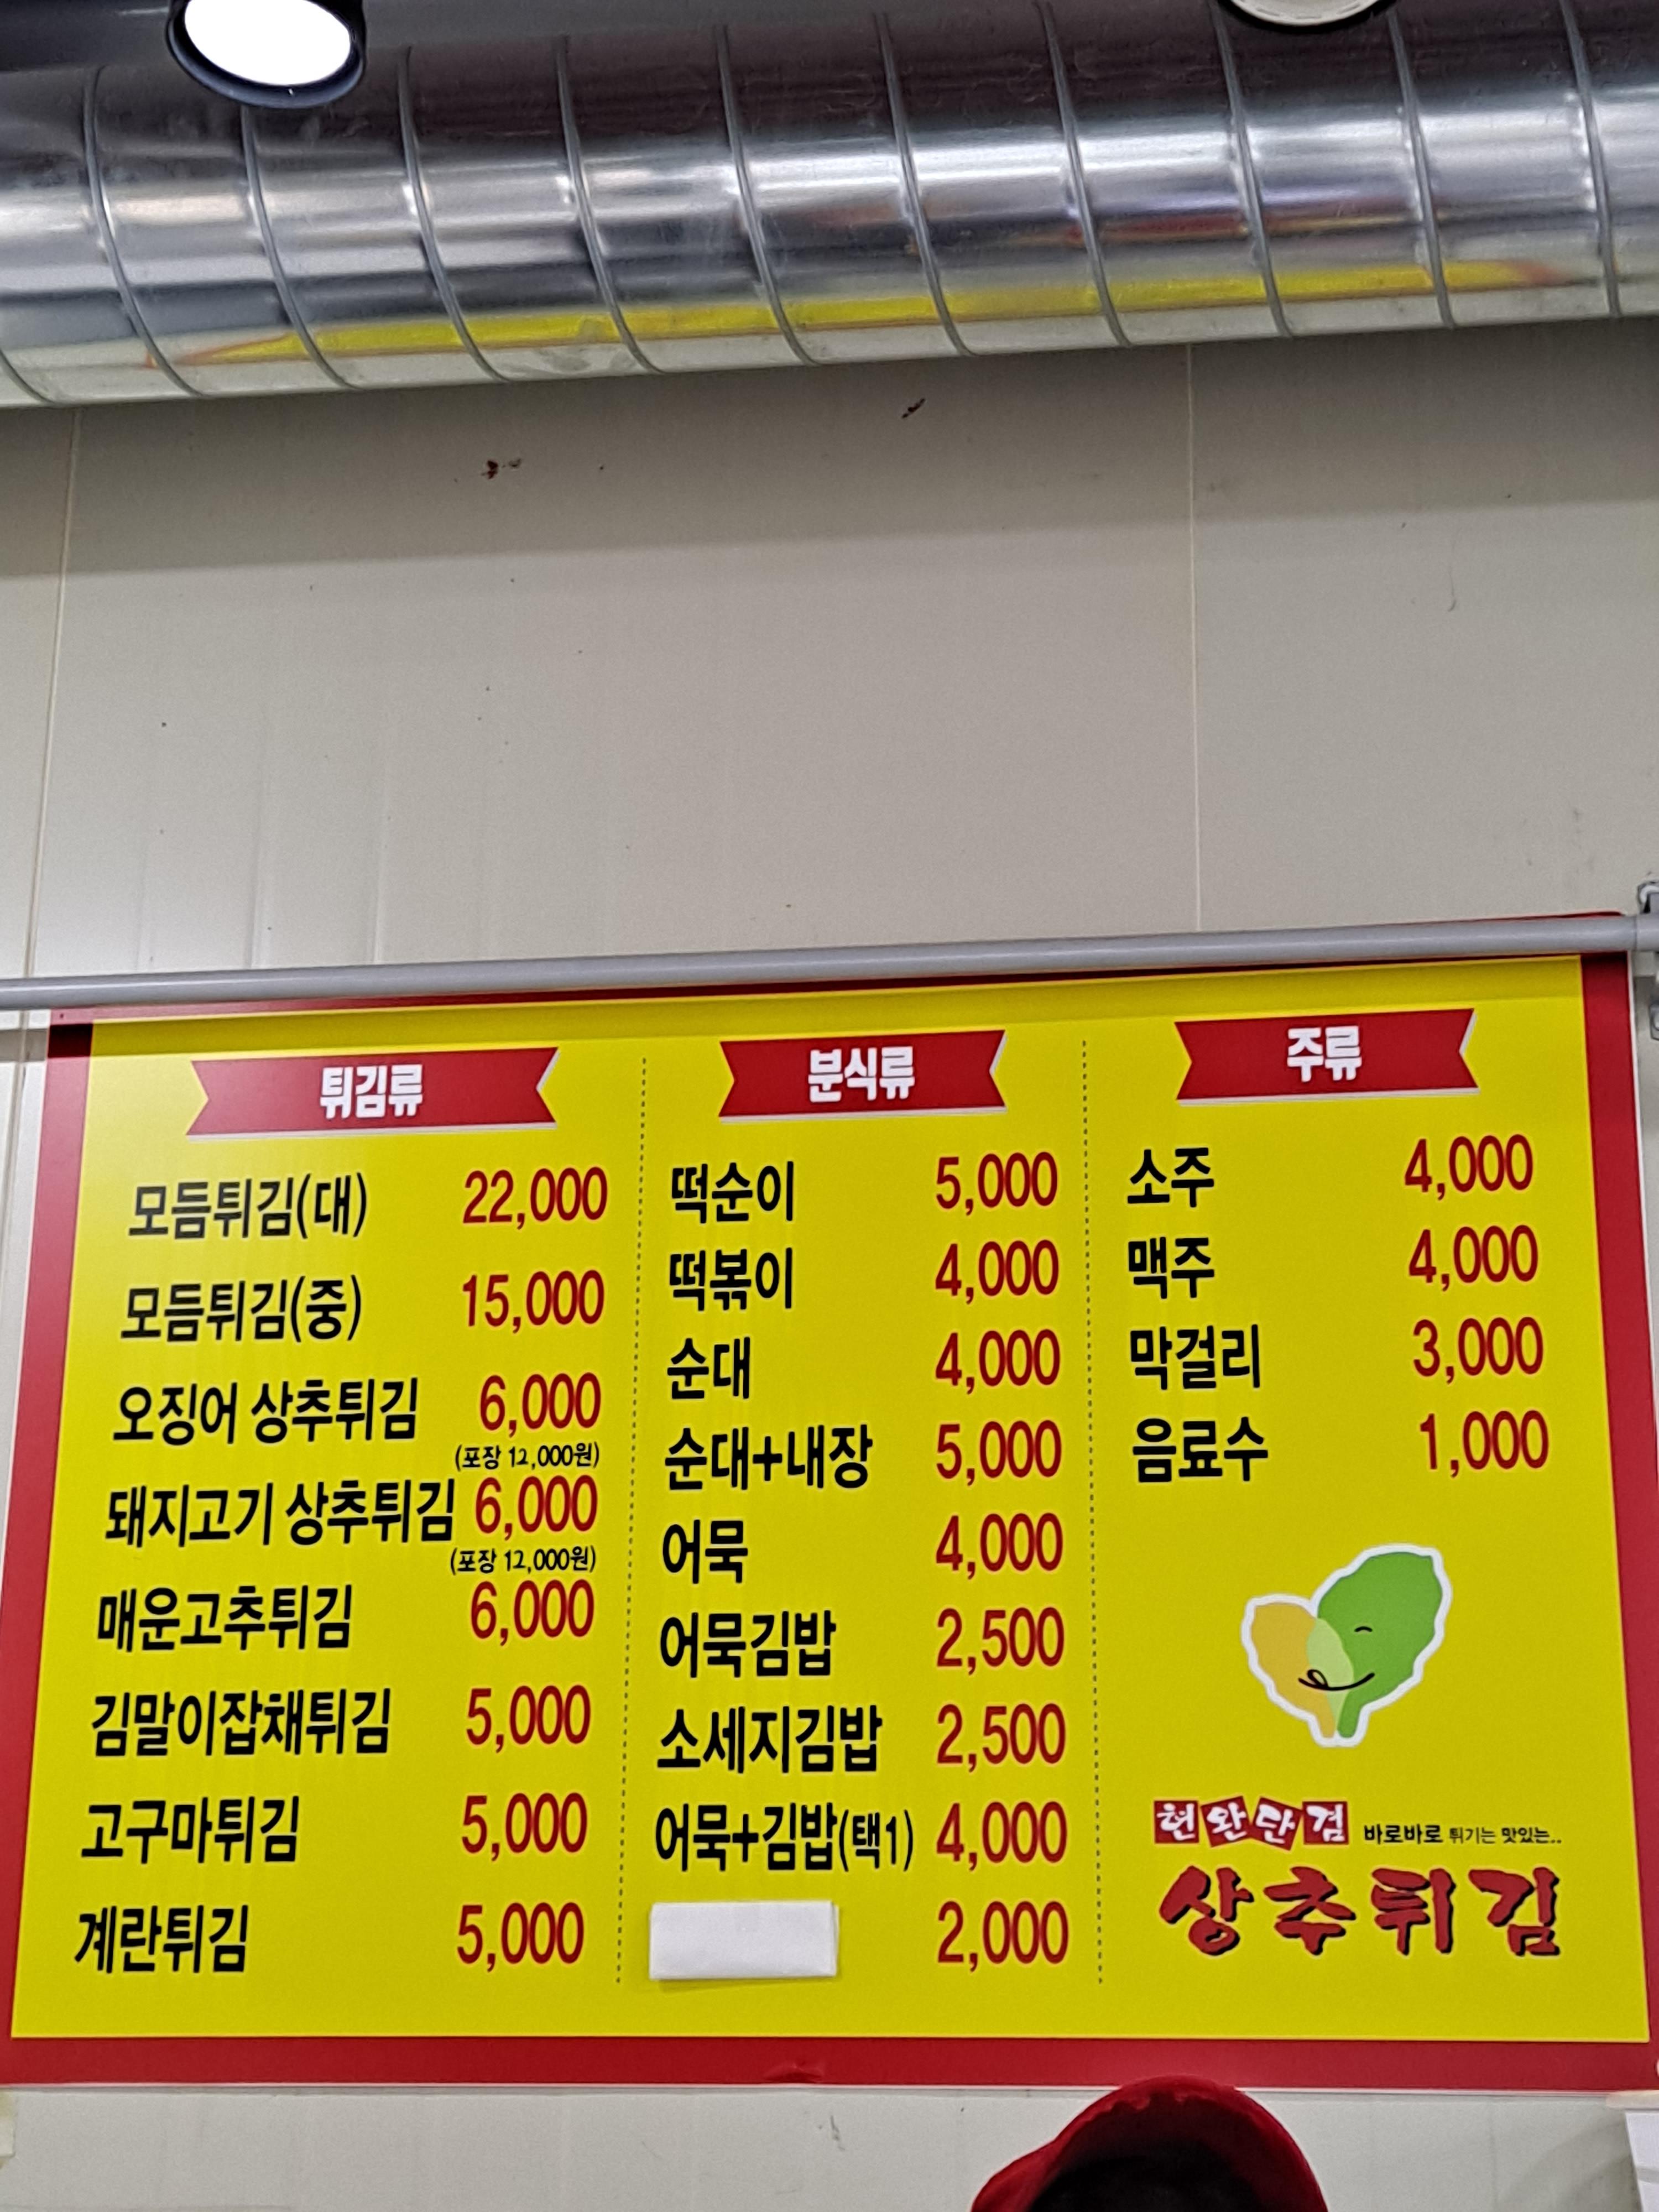 튀김류
모듬튀김(대) 22,000
모듬튀김(중) 15,000
오징어 상추튀김 6,000
(포장 12,000원)
돼지고기 상추튀김 6,000
(포장 12,000원)
매운고추튀김 6,000
김말이잡채튀김 5,000
고구마튀김 5,000
계란튀김 5,000
분식류
떡순이 5,000
떡볶이 4,000
순대 4,000
순대+내장 5,000
어묵 4,000
어묵김밥 2,500
소세지김밥 2,500
어묵+김밥(택1) 4,000
2,000
주류
소주 4,000
맥주 4,000
막걸리 3,000
음료수 1,000
현완단겸 바로바로 튀기는 맛있는..
상추튀김